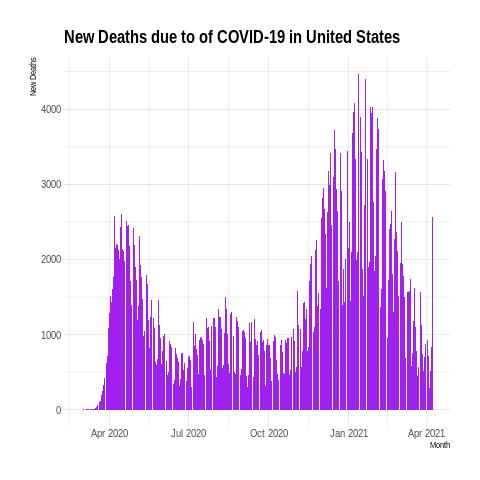 New Deaths due to of COVID-19 in United States
New Deaths
4000
3000
2000
1000
0
Apr 2020 Jul 2020 Oct 2020 Jan 2021 Apr 2021
Month